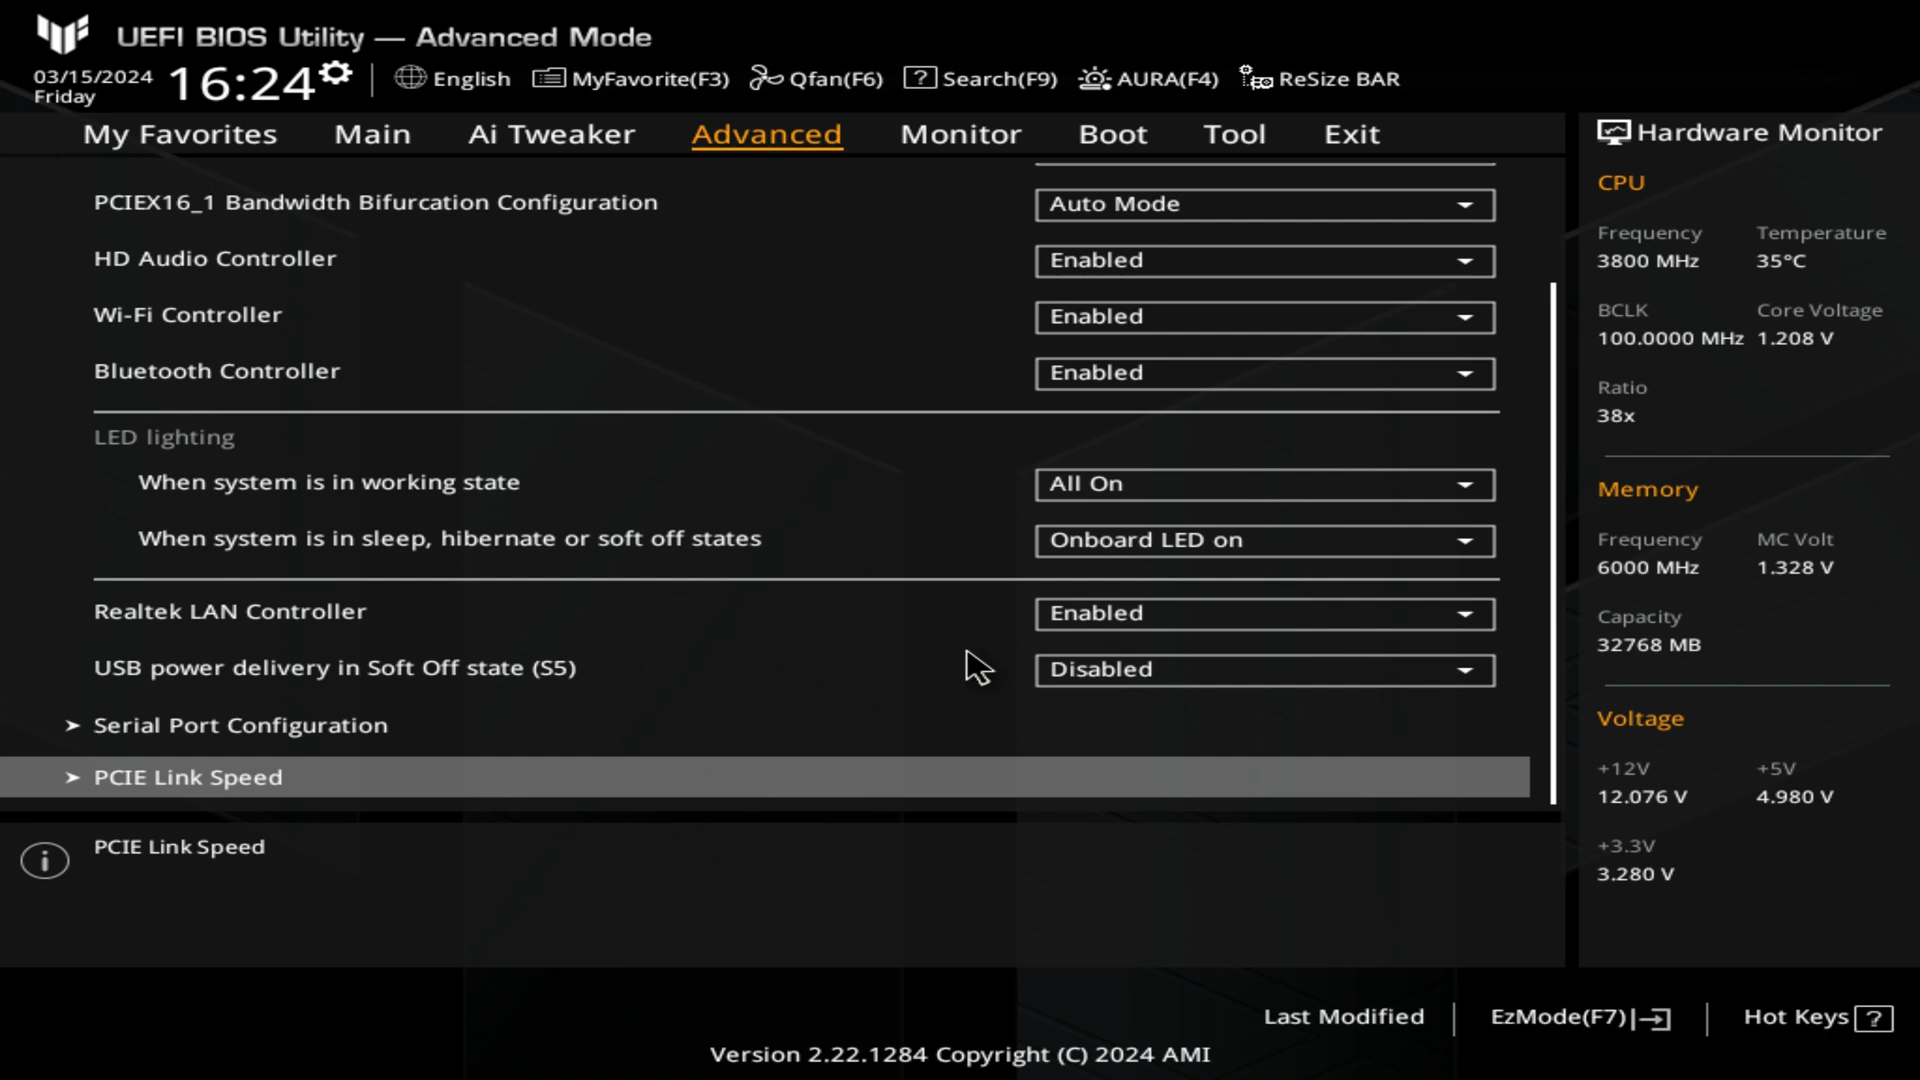 UEFI BIOS Utility — Advanced Mode
03/15/2024
Friday
16:24
English
MyFavorite(F3)
Qfan(F6)
? Search(F9)
AURA(F4)
ReSize BAR
My Favorites Main Ai Tweaker Advanced Monitor Boot Tool Exit
PCIEX16_1 Bandwidth Bifurcation Configuration Auto Mode
HD Audio Controller Enabled
Wi-Fi Controller Enabled
Bluetooth Controller Enabled
LED lighting
When system is in working state All On
When system is in sleep, hibernate or soft off states Onboard LED on
Realtek LAN Controller Enabled
USB power delivery in Soft Off state (S5) Disabled
Serial Port Configuration
PCIE Link Speed
i PCIE Link Speed
Hardware Monitor
CPU
Frequency Temperature
3800 MHz 35°C
BCLK Core Voltage
100.0000 MHz 1.208 V
Ratio
38x
Memory
Frequency MC Volt
6000 MHz 1.328 V
Capacity
32768 MB
Voltage
+12V +5V
12.076 V 4.980 V
+3.3V
3.280 V
Last Modified EzMode(F7) Hot Keys ?
Version 2.22.1284 Copyright (C) 2024 AMI